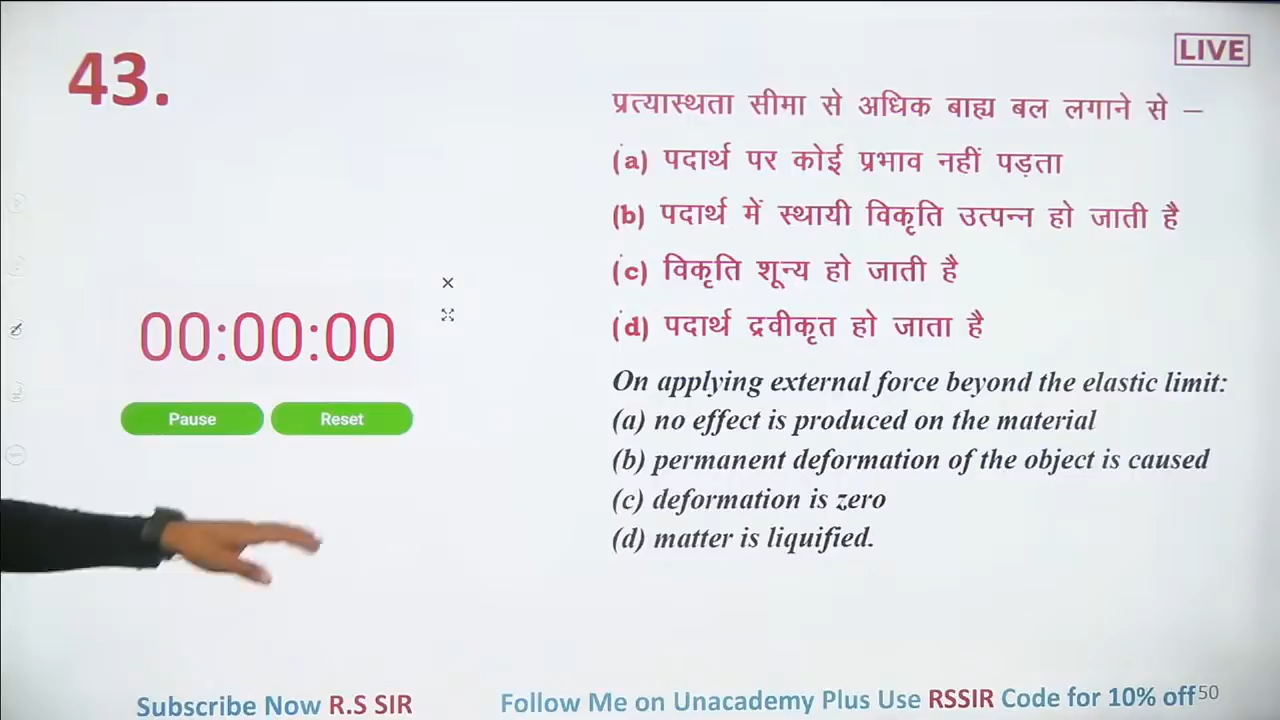 43.
LIVE
प्रत्यास्थता सीमा से अधिक बाह्य बल लगाने से –
(a) पदार्थ पर कोई प्रभाव नहीं पड़ता
(b) पदार्थ में स्थायी विकृति उत्पन्न हो जाती है
(c) विकृति शून्य हो जाती है
(d) पदार्थ द्रवीकृत हो जाता है
00:00:00
Pause Reset
On applying external force beyond the elastic limit:
(a) no effect is produced on the material
(b) permanent deformation of the object is caused
(c) deformation is zero
(d) matter is liquified.
Subscribe Now R.S SIR
Follow Me on Unacademy Plus Use RSSIR Code for 10% off 50